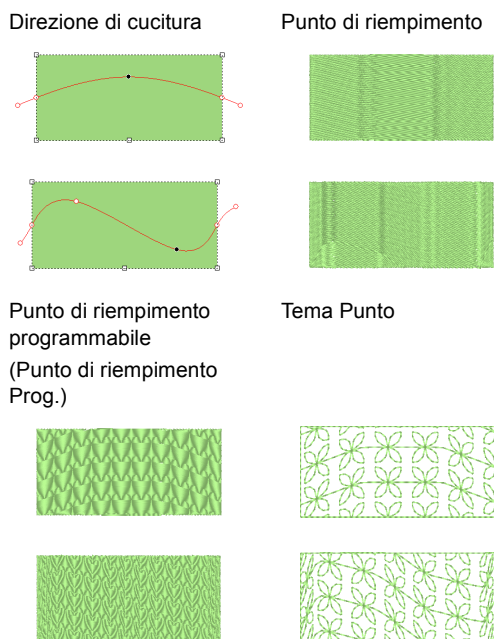 Direzione di cucitura
Punto di riempimento
Punto di riempimento
programmabile
(Punto di riempimento
Prog.)
Tema Punto